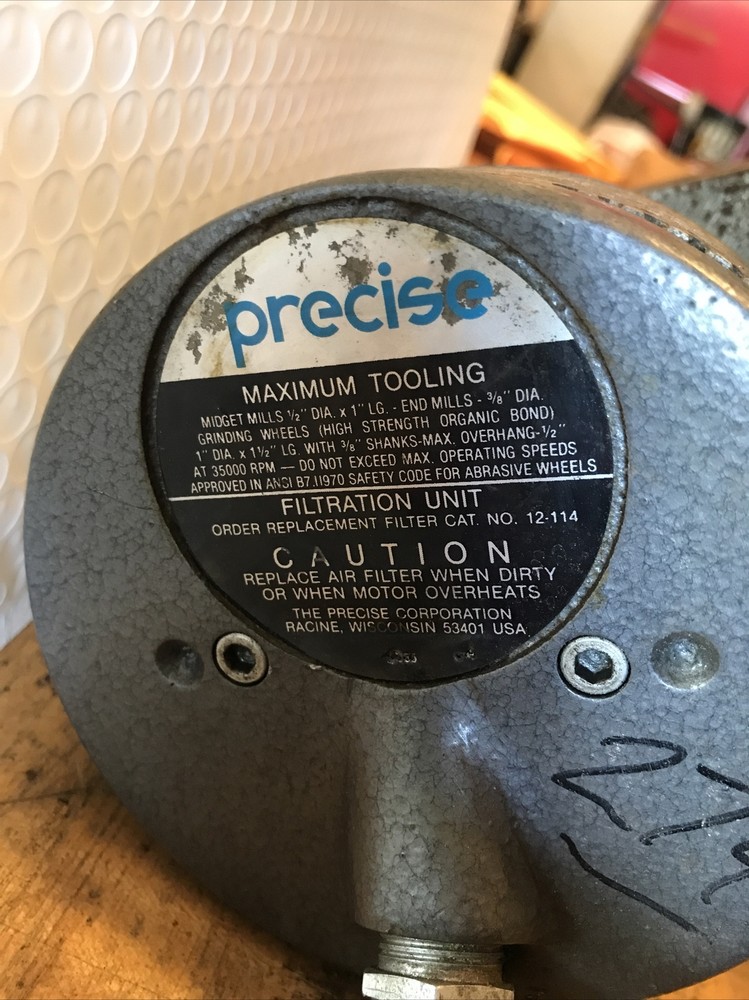 precise
MAXIMUM TOOLING
MIDGET MILLS 1/2" DIA. x 1" LG. - END MILLS - 3/8" DIA.
GRINDING WHEELS (HIGH STRENGTH ORGANIC BOND)
1" DIA. x 1 1/2" LG. WITH 3/8" SHANKS-MAX. OVERHANG-1/2"
AT 35000 RPM — DO NOT EXCEED MAX. OPERATING SPEEDS
APPROVED IN ANSI B7.11970 SAFETY CODE FOR ABRASIVE WHEELS
FILTRATION UNIT
ORDER REPLACEMENT FILTER CAT. NO. 12-114
CAUTION
REPLACE AIR FILTER WHEN DIRTY
OR WHEN MOTOR OVERHEATS
THE PRECISE CORPORATION
RACINE, WISCONSIN 53401 USA